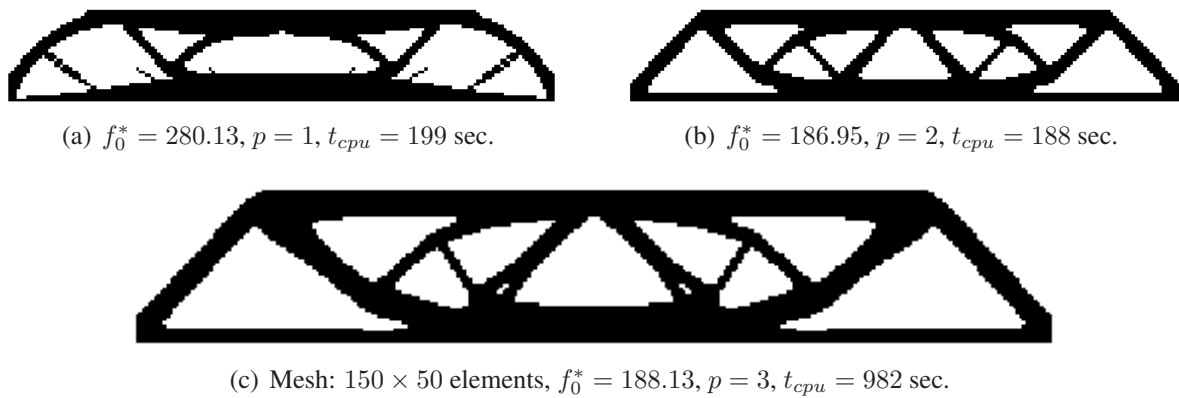 (a) $f_0^* = 280.13$, $p = 1$, $t_{cpu} = 199$ sec.
(b) $f_0^* = 186.95$, $p = 2$, $t_{cpu} = 188$ sec.
(c) Mesh: $150 \times 50$ elements, $f_0^* = 188.13$, $p = 3$, $t_{cpu} = 982$ sec.